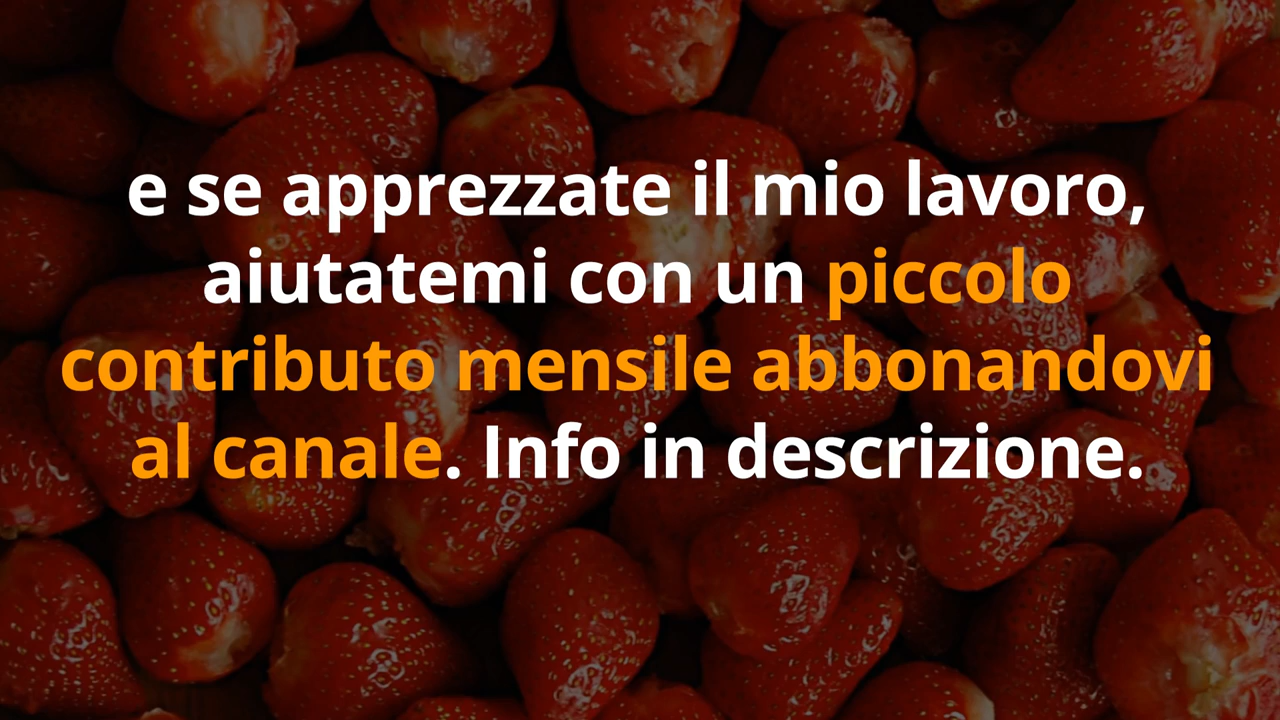 e se apprezzate il mio lavoro,
aiutatemi con un piccolo
contributo mensile abbonandovi
al canale. Info in descrizione.